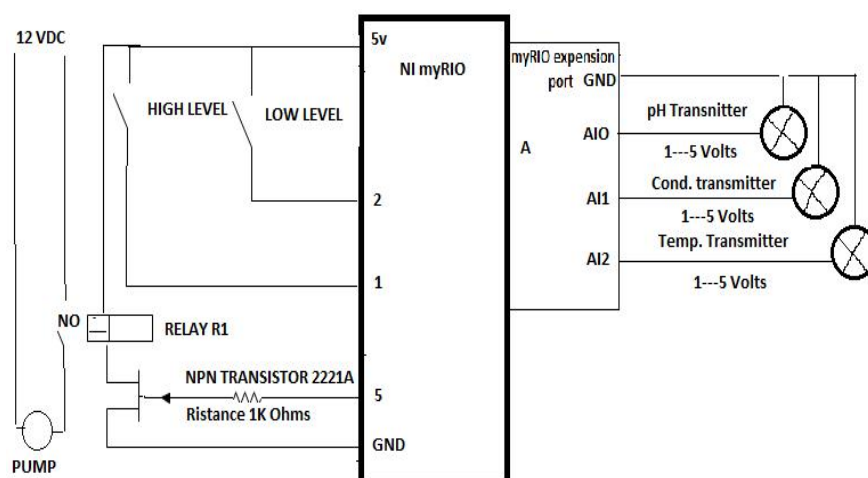 12 VDC
5v
NI myRIO
myRIO expension
port GND
HIGH LEVEL
LOW LEVEL
pH Transnitter
AI0
A
1---5 Volts
Cond. transmitter
2
AI1
1---5 Volts
Temp. Transmitter
AI2
1
1---5 Volts
NO
RELAY R1
NPN TRANSISTOR 2221A
5
Ristance 1K Ohms
GND
PUMP